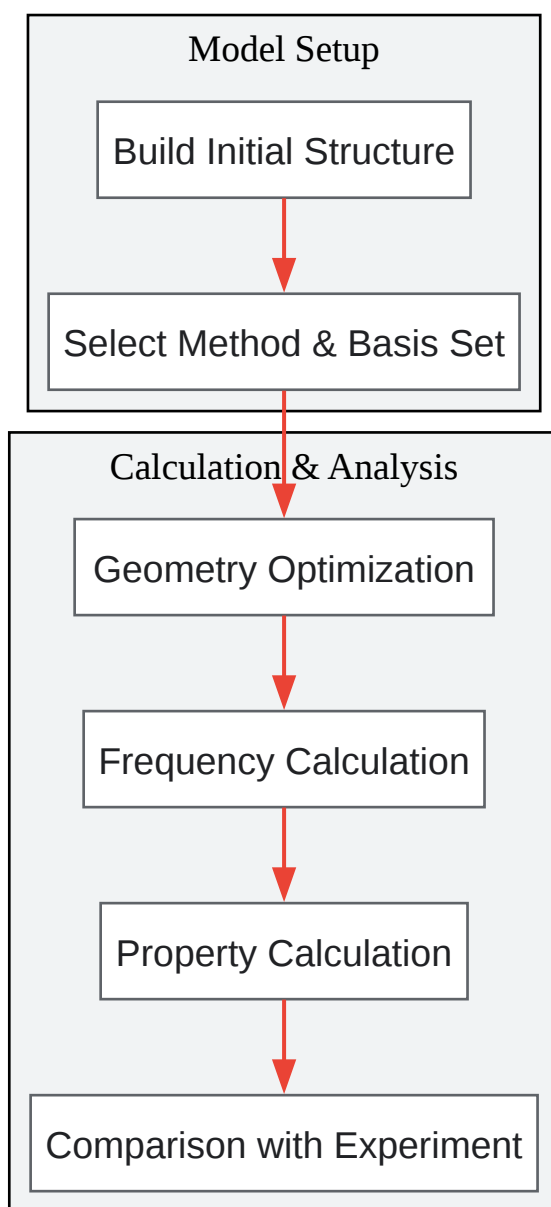 Model Setup
Build Initial Structure
Select Method & Basis Set
Calculation & Analysis
Geometry Optimization
Frequency Calculation
Property Calculation
Comparison with Experiment